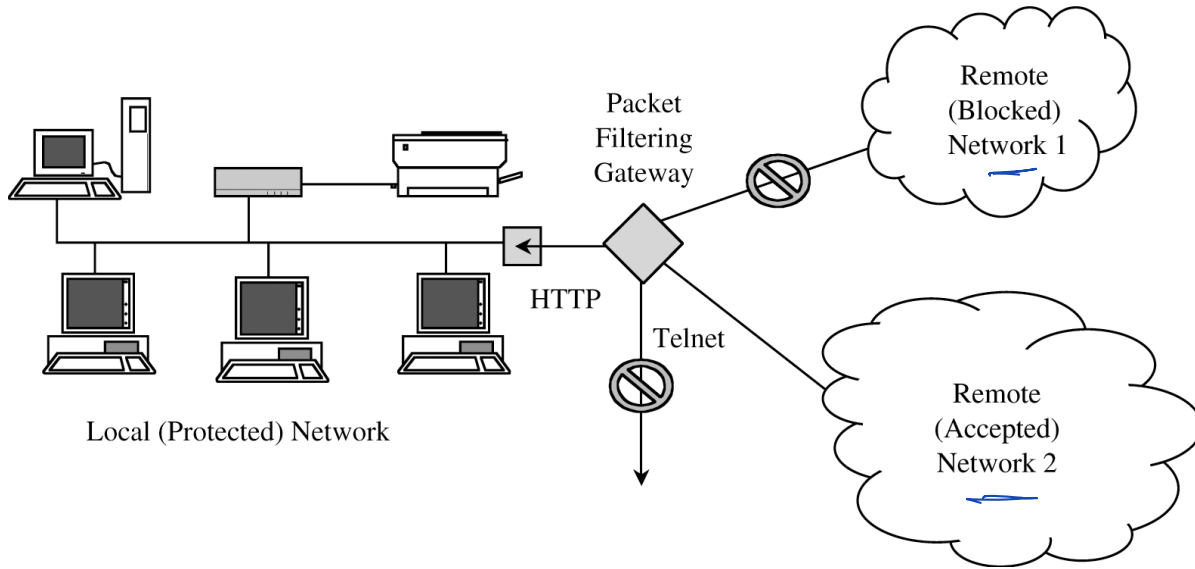 Packet
Filtering
Gateway
Remote
(Blocked)
Network 1
HTTP
Telnet
Local (Protected) Network
Remote
(Accepted)
Network 2